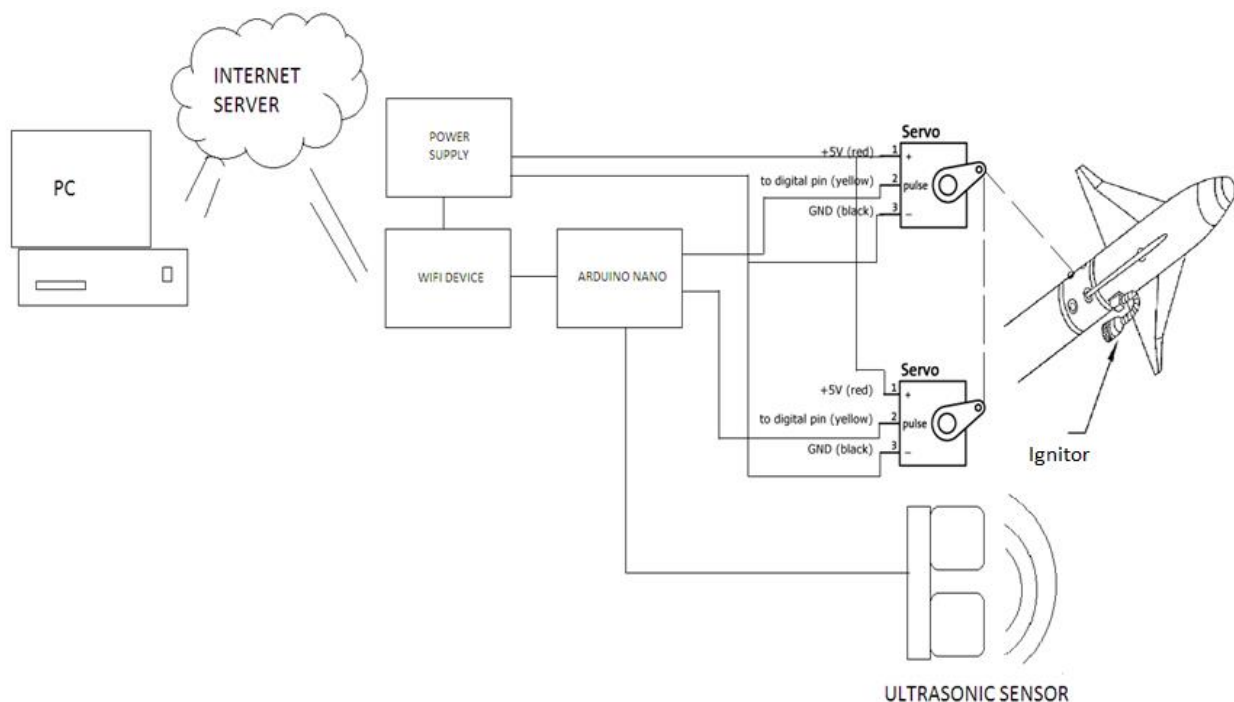 INTERNET
SERVER
PC
POWER
SUPPLY
WIFI DEVICE
ARDUINO NANO
Servo
+5V (red) 1 +
to digital pin (yellow) 2 pulse
GND (black) 3 −
Servo
+5V (red) 1 +
to digital pin (yellow) 2 pulse
GND (black) 3 −
Ignitor
ULTRASONIC SENSOR